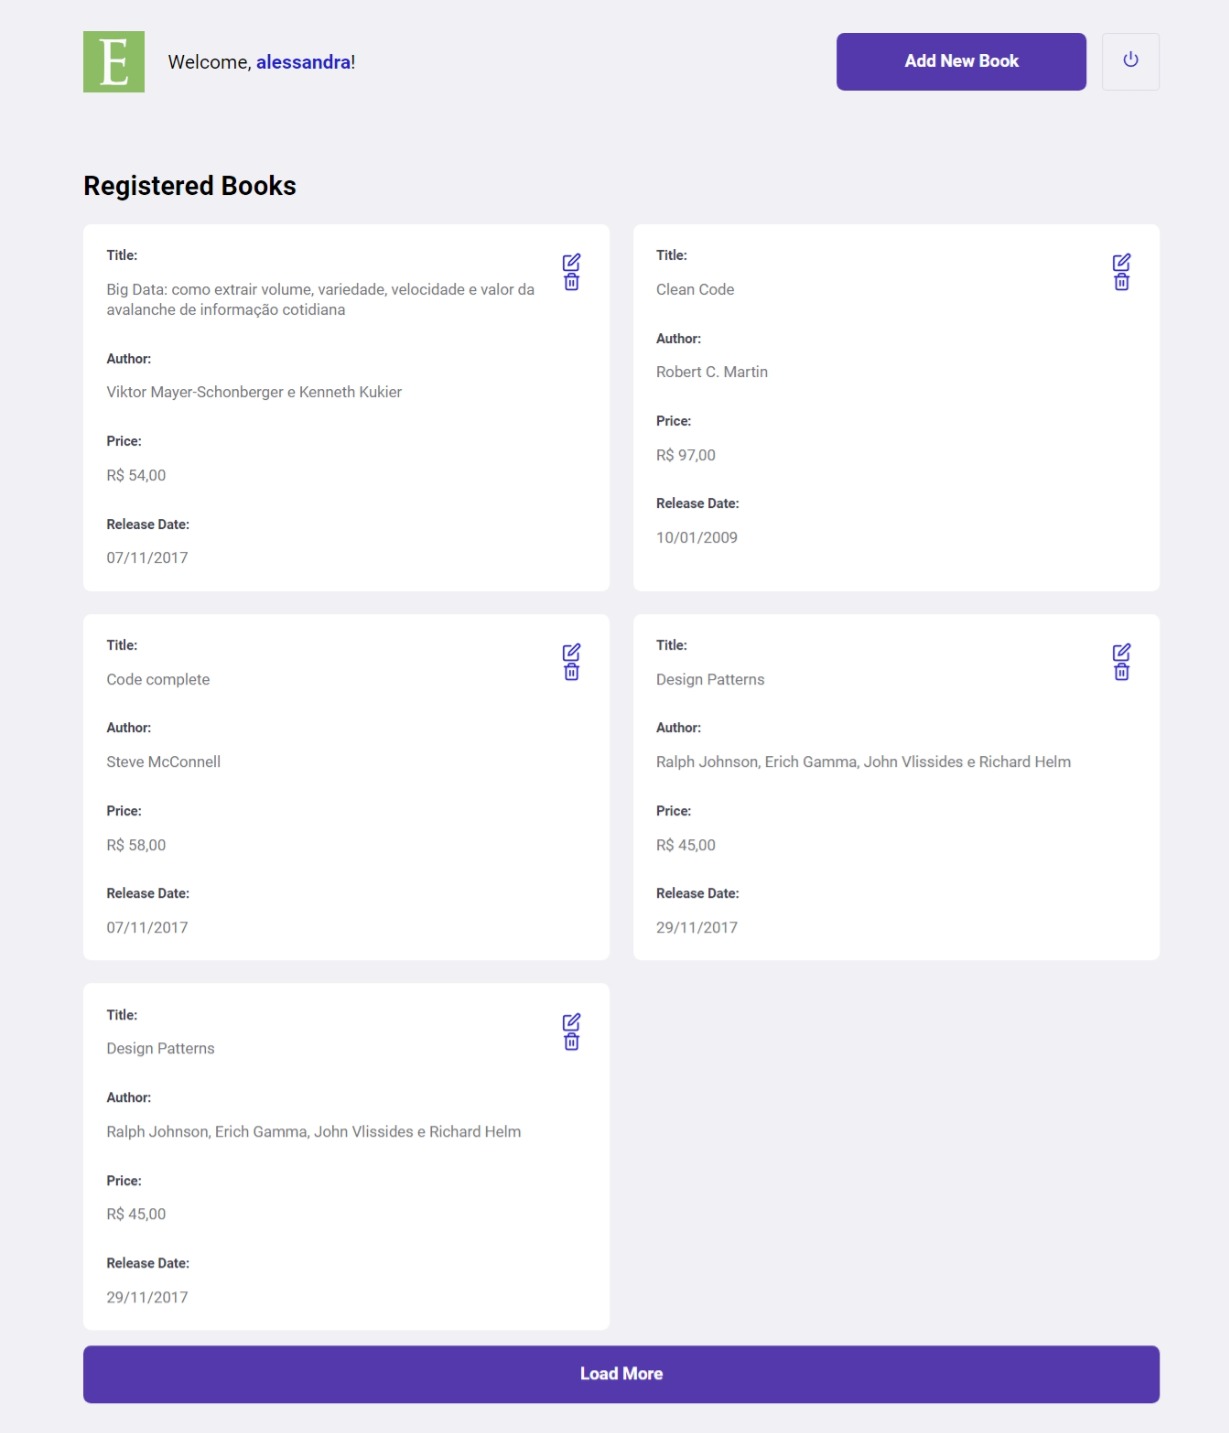 E
Welcome, alessandra!
Add New Book
Registered Books
Title:
Big Data: como extrair volume, variedade, velocidade e valor da
avalanche de informação cotidiana
Author:
Viktor Mayer-Schonberger e Kenneth Kukier
Price:
R$ 54,00
Release Date:
07/11/2017
Title:
Clean Code
Author:
Robert C. Martin
Price:
R$ 97,00
Release Date:
10/01/2009
Title:
Code complete
Author:
Steve McConnell
Price:
R$ 58,00
Release Date:
07/11/2017
Title:
Design Patterns
Author:
Ralph Johnson, Erich Gamma, John Vlissides e Richard Helm
Price:
R$ 45,00
Release Date:
29/11/2017
Title:
Design Patterns
Author:
Ralph Johnson, Erich Gamma, John Vlissides e Richard Helm
Price:
R$ 45,00
Release Date:
29/11/2017
Load More